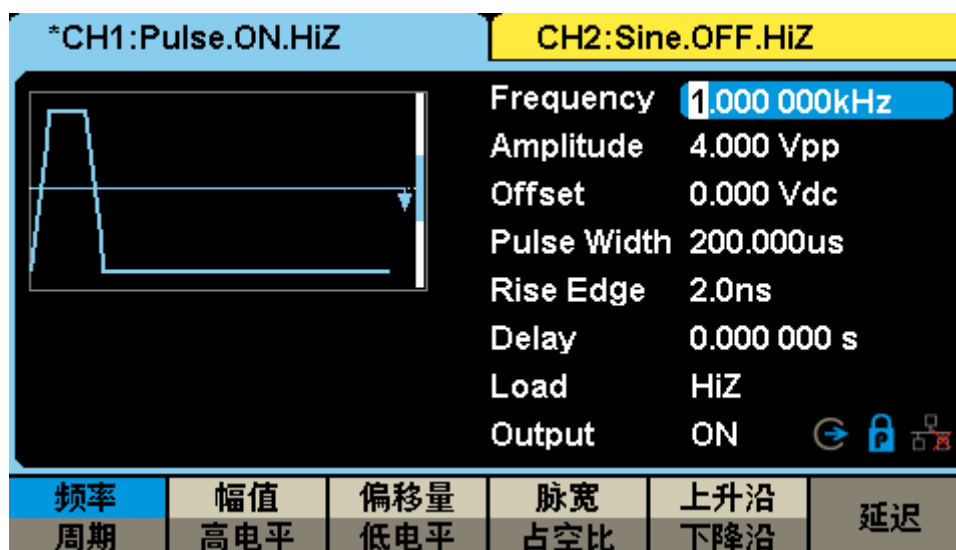 *CH1:Pulse.ON.HiZ CH2:Sine.OFF.HiZ
Frequency 1.000 000kHz
Amplitude 4.000 Vpp
Offset 0.000 Vdc
Pulse Width 200.000us
Rise Edge 2.0ns
Delay 0.000 000 s
Load HiZ
Output ON
频率 幅值 偏移量 脉宽 上升沿 延迟
周期 高电平 低电平 占空比 下降沿